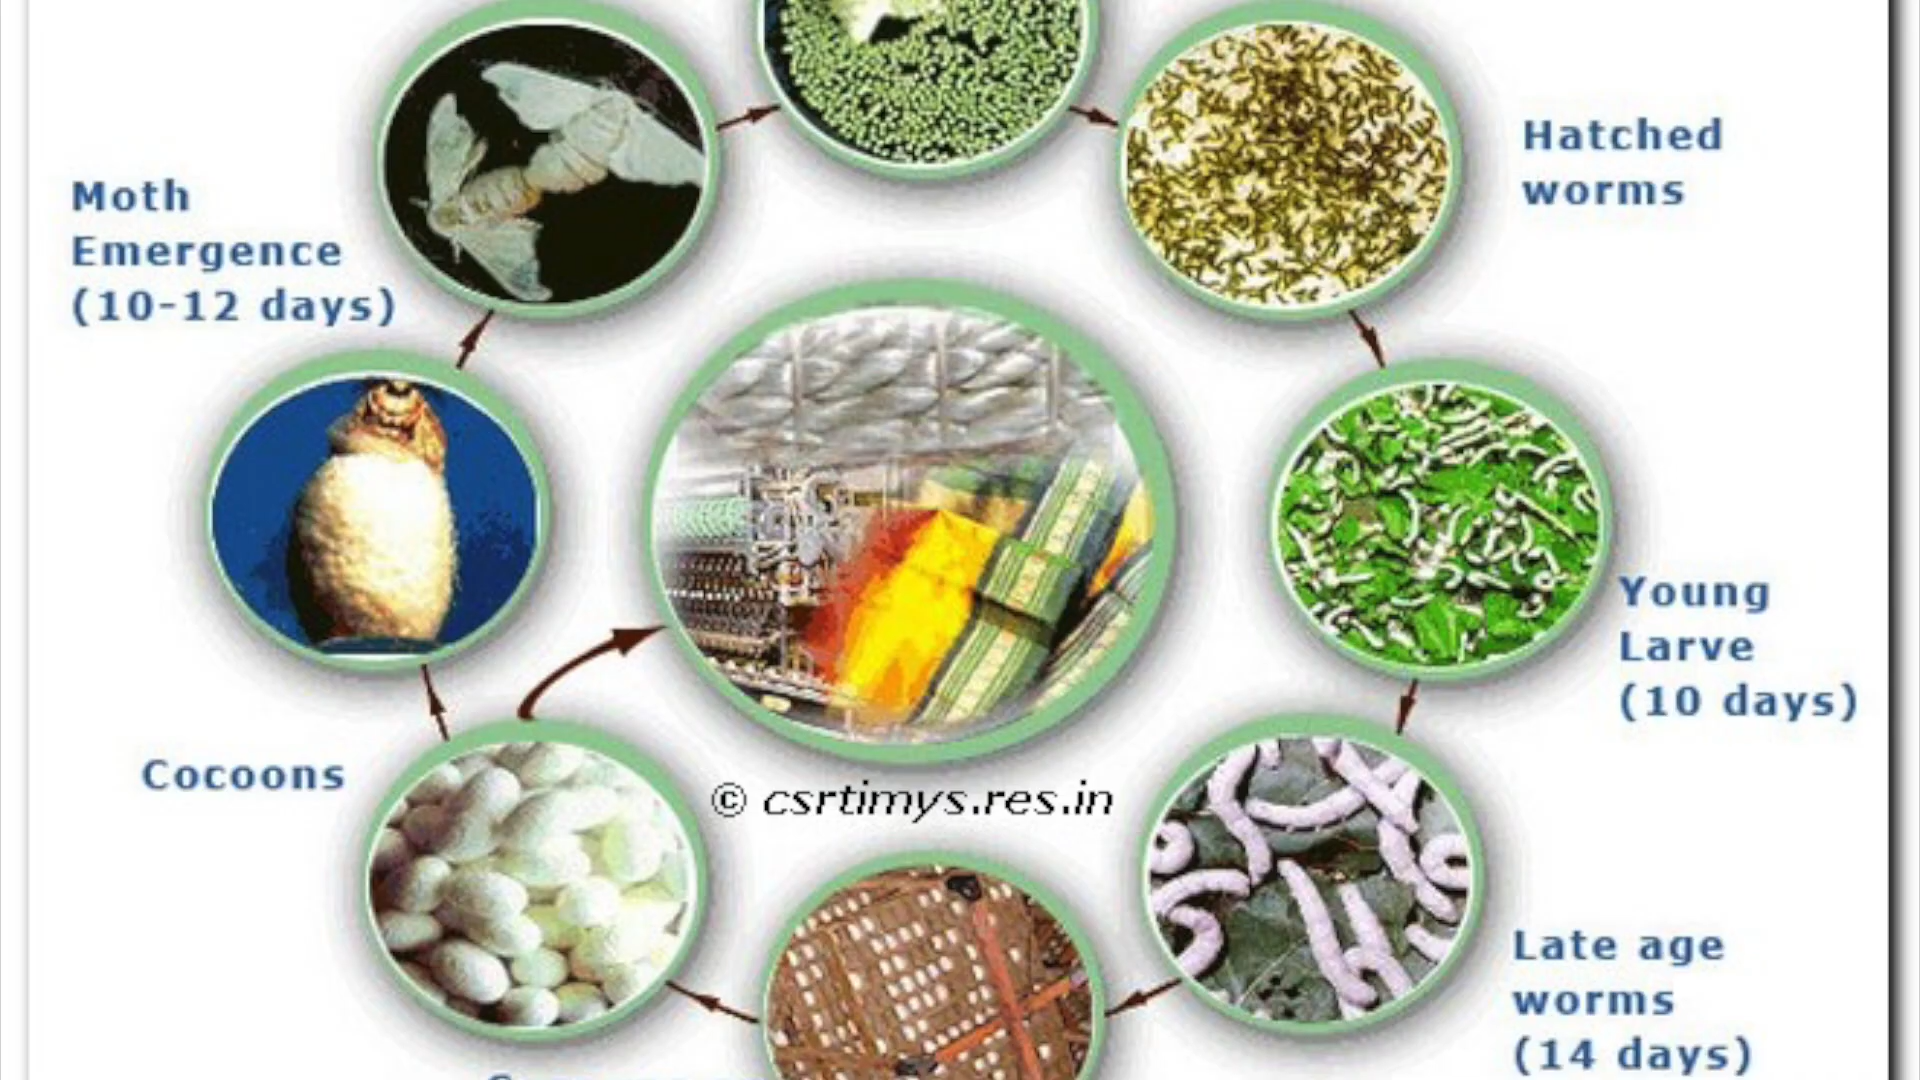 Hatched
worms
Moth
Emergence
(10-12 days)
Young
Larve
(10 days)
Cocoons
© csrtimys.res.in
Late age
worms
(14 days)